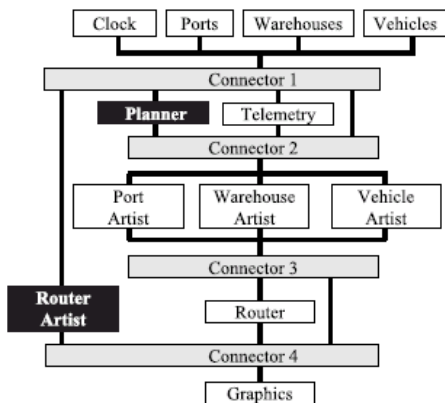 Clock Ports Warehouses Vehicles
Connector 1
Planner Telemetry
Connector 2
Port Warehouse Vehicle
Artist Artist Artist
Connector 3
Router
Artist
Router
Connector 4
Graphics